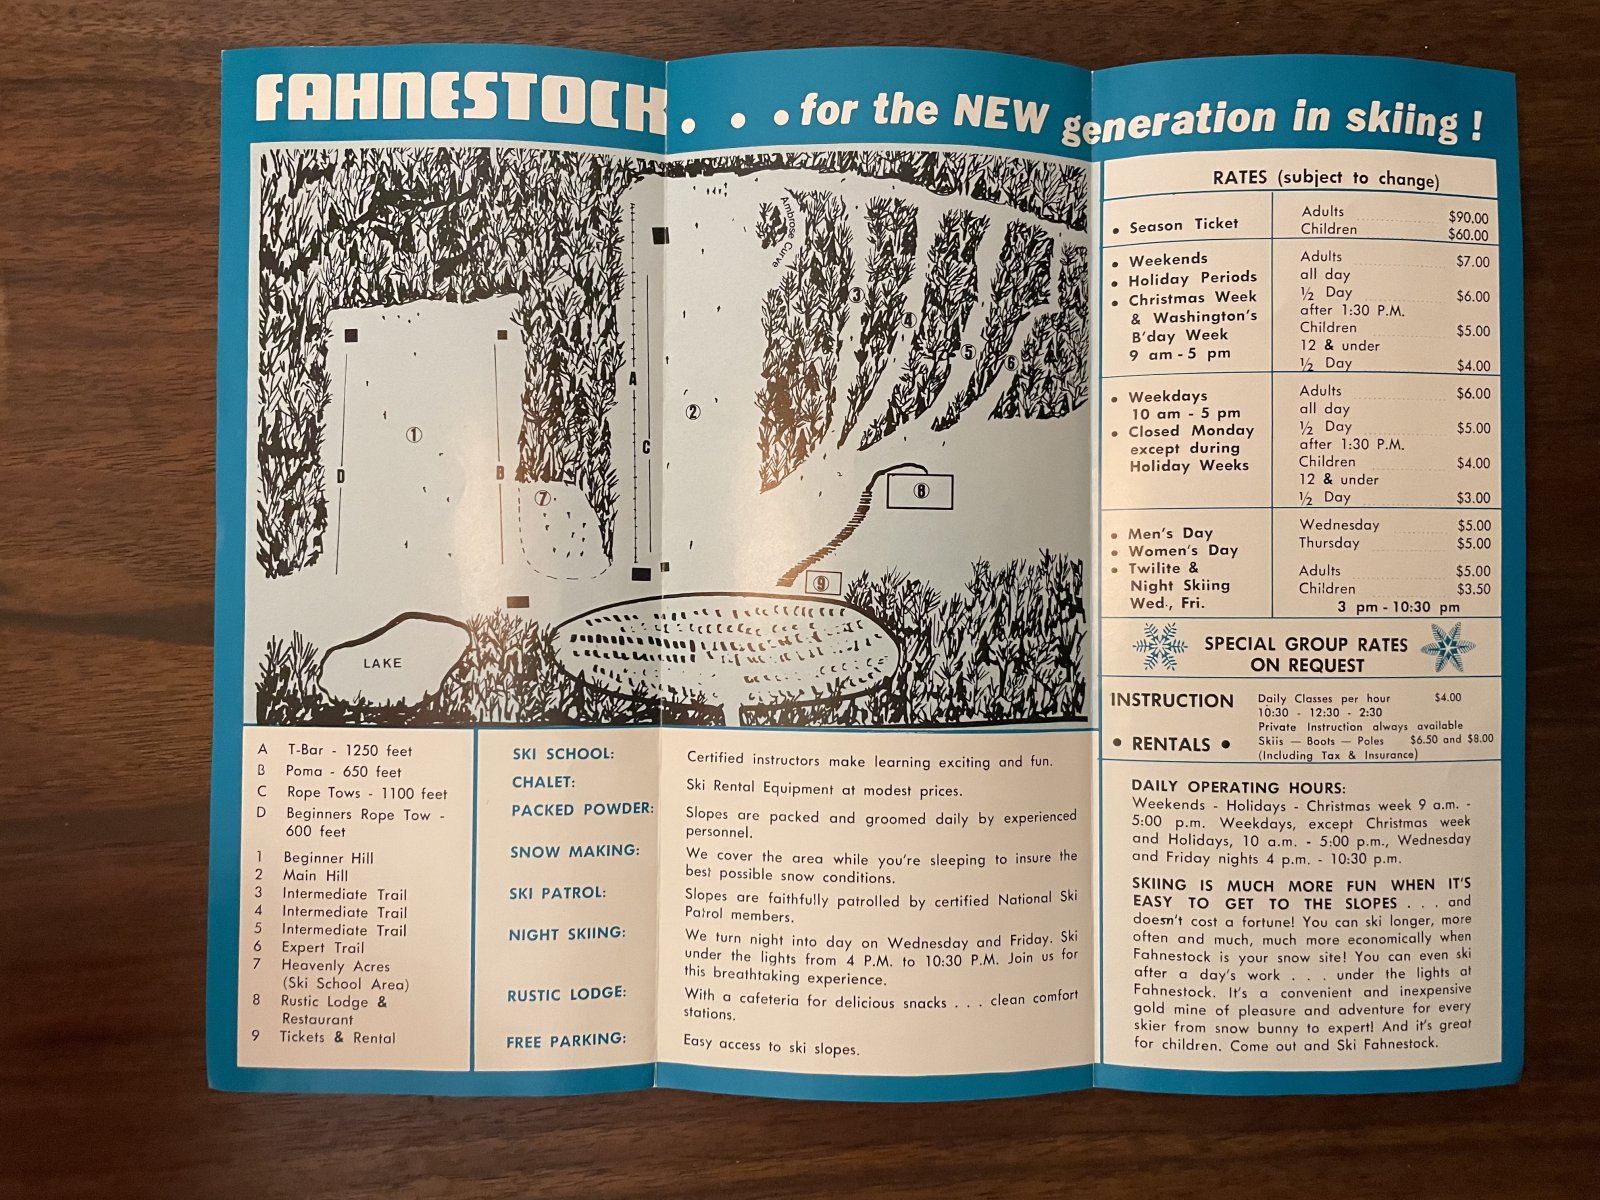 FAHNESTOCK . . . for the NEW generation in skiing !
Ambrose Curve
3
4
5
6
A
2
C
1
D
B
7
8
9
LAKE
A T-Bar - 1250 feet
B Poma - 650 feet
C Rope Tows - 1100 feet
D Beginners Rope Tow -
600 feet
1 Beginner Hill
2 Main Hill
3 Intermediate Trail
4 Intermediate Trail
5 Intermediate Trail
6 Expert Trail
7 Heavenly Acres
(Ski School Area)
8 Rustic Lodge &
Restaurant
9 Tickets & Rental
SKI SCHOOL: Certified instructors make learning exciting and fun.
CHALET: Ski Rental Equipment at modest prices.
PACKED POWDER: Slopes are packed and groomed daily by experienced
personnel.
SNOW MAKING: We cover the area while you're sleeping to insure the
best possible snow conditions.
SKI PATROL: Slopes are faithfully patrolled by certified National Ski
Patrol members.
NIGHT SKIING: We turn night into day on Wednesday and Friday. Ski
under the lights from 4 P.M. to 10:30 P.M. Join us for
this breathtaking experience.
RUSTIC LODGE: With a cafeteria for delicious snacks . . . clean comfort
stations.
FREE PARKING: Easy access to ski slopes.
RATES (subject to change)
• Season Ticket
Adults $90.00
Children $60.00
• Weekends
• Holiday Periods
• Christmas Week
& Washington's
B'day Week
9 am - 5 pm
Adults $7.00
all day
½ Day $6.00
after 1:30 P.M.
Children $5.00
12 & under
½ Day $4.00
• Weekdays
10 am - 5 pm
• Closed Monday
except during
Holiday Weeks
Adults $6.00
all day
½ Day $5.00
after 1:30 P.M.
Children $4.00
12 & under
½ Day $3.00
• Men's Day
• Women's Day
• Twilite &
Night Skiing
Wed., Fri.
Wednesday $5.00
Thursday $5.00
Adults $5.00
Children $3.50
3 pm - 10:30 pm
SPECIAL GROUP RATES
ON REQUEST
INSTRUCTION
Daily Classes per hour $4.00
10:30 - 12:30 - 2:30
Private Instruction always available
• RENTALS •
Skiis — Boots — Poles $6.50 and $8.00
(Including Tax & Insurance)
DAILY OPERATING HOURS:
Weekends - Holidays - Christmas week 9 a.m. -
5:00 p.m. Weekdays, except Christmas week
and Holidays, 10 a.m. - 5:00 p.m., Wednesday
and Friday nights 4 p.m. - 10:30 p.m.
SKIING IS MUCH MORE FUN WHEN IT'S
EASY TO GET TO THE SLOPES . . . and
doesn't cost a fortune! You can ski longer, more
often and much, much more economically when
Fahnestock is your snow site! You can even ski
after a day's work . . . under the lights at
Fahnestock. It's a convenient and inexpensive
gold mine of pleasure and adventure for every
skier from snow bunny to expert! And it's great
for children. Come out and Ski Fahnestock.